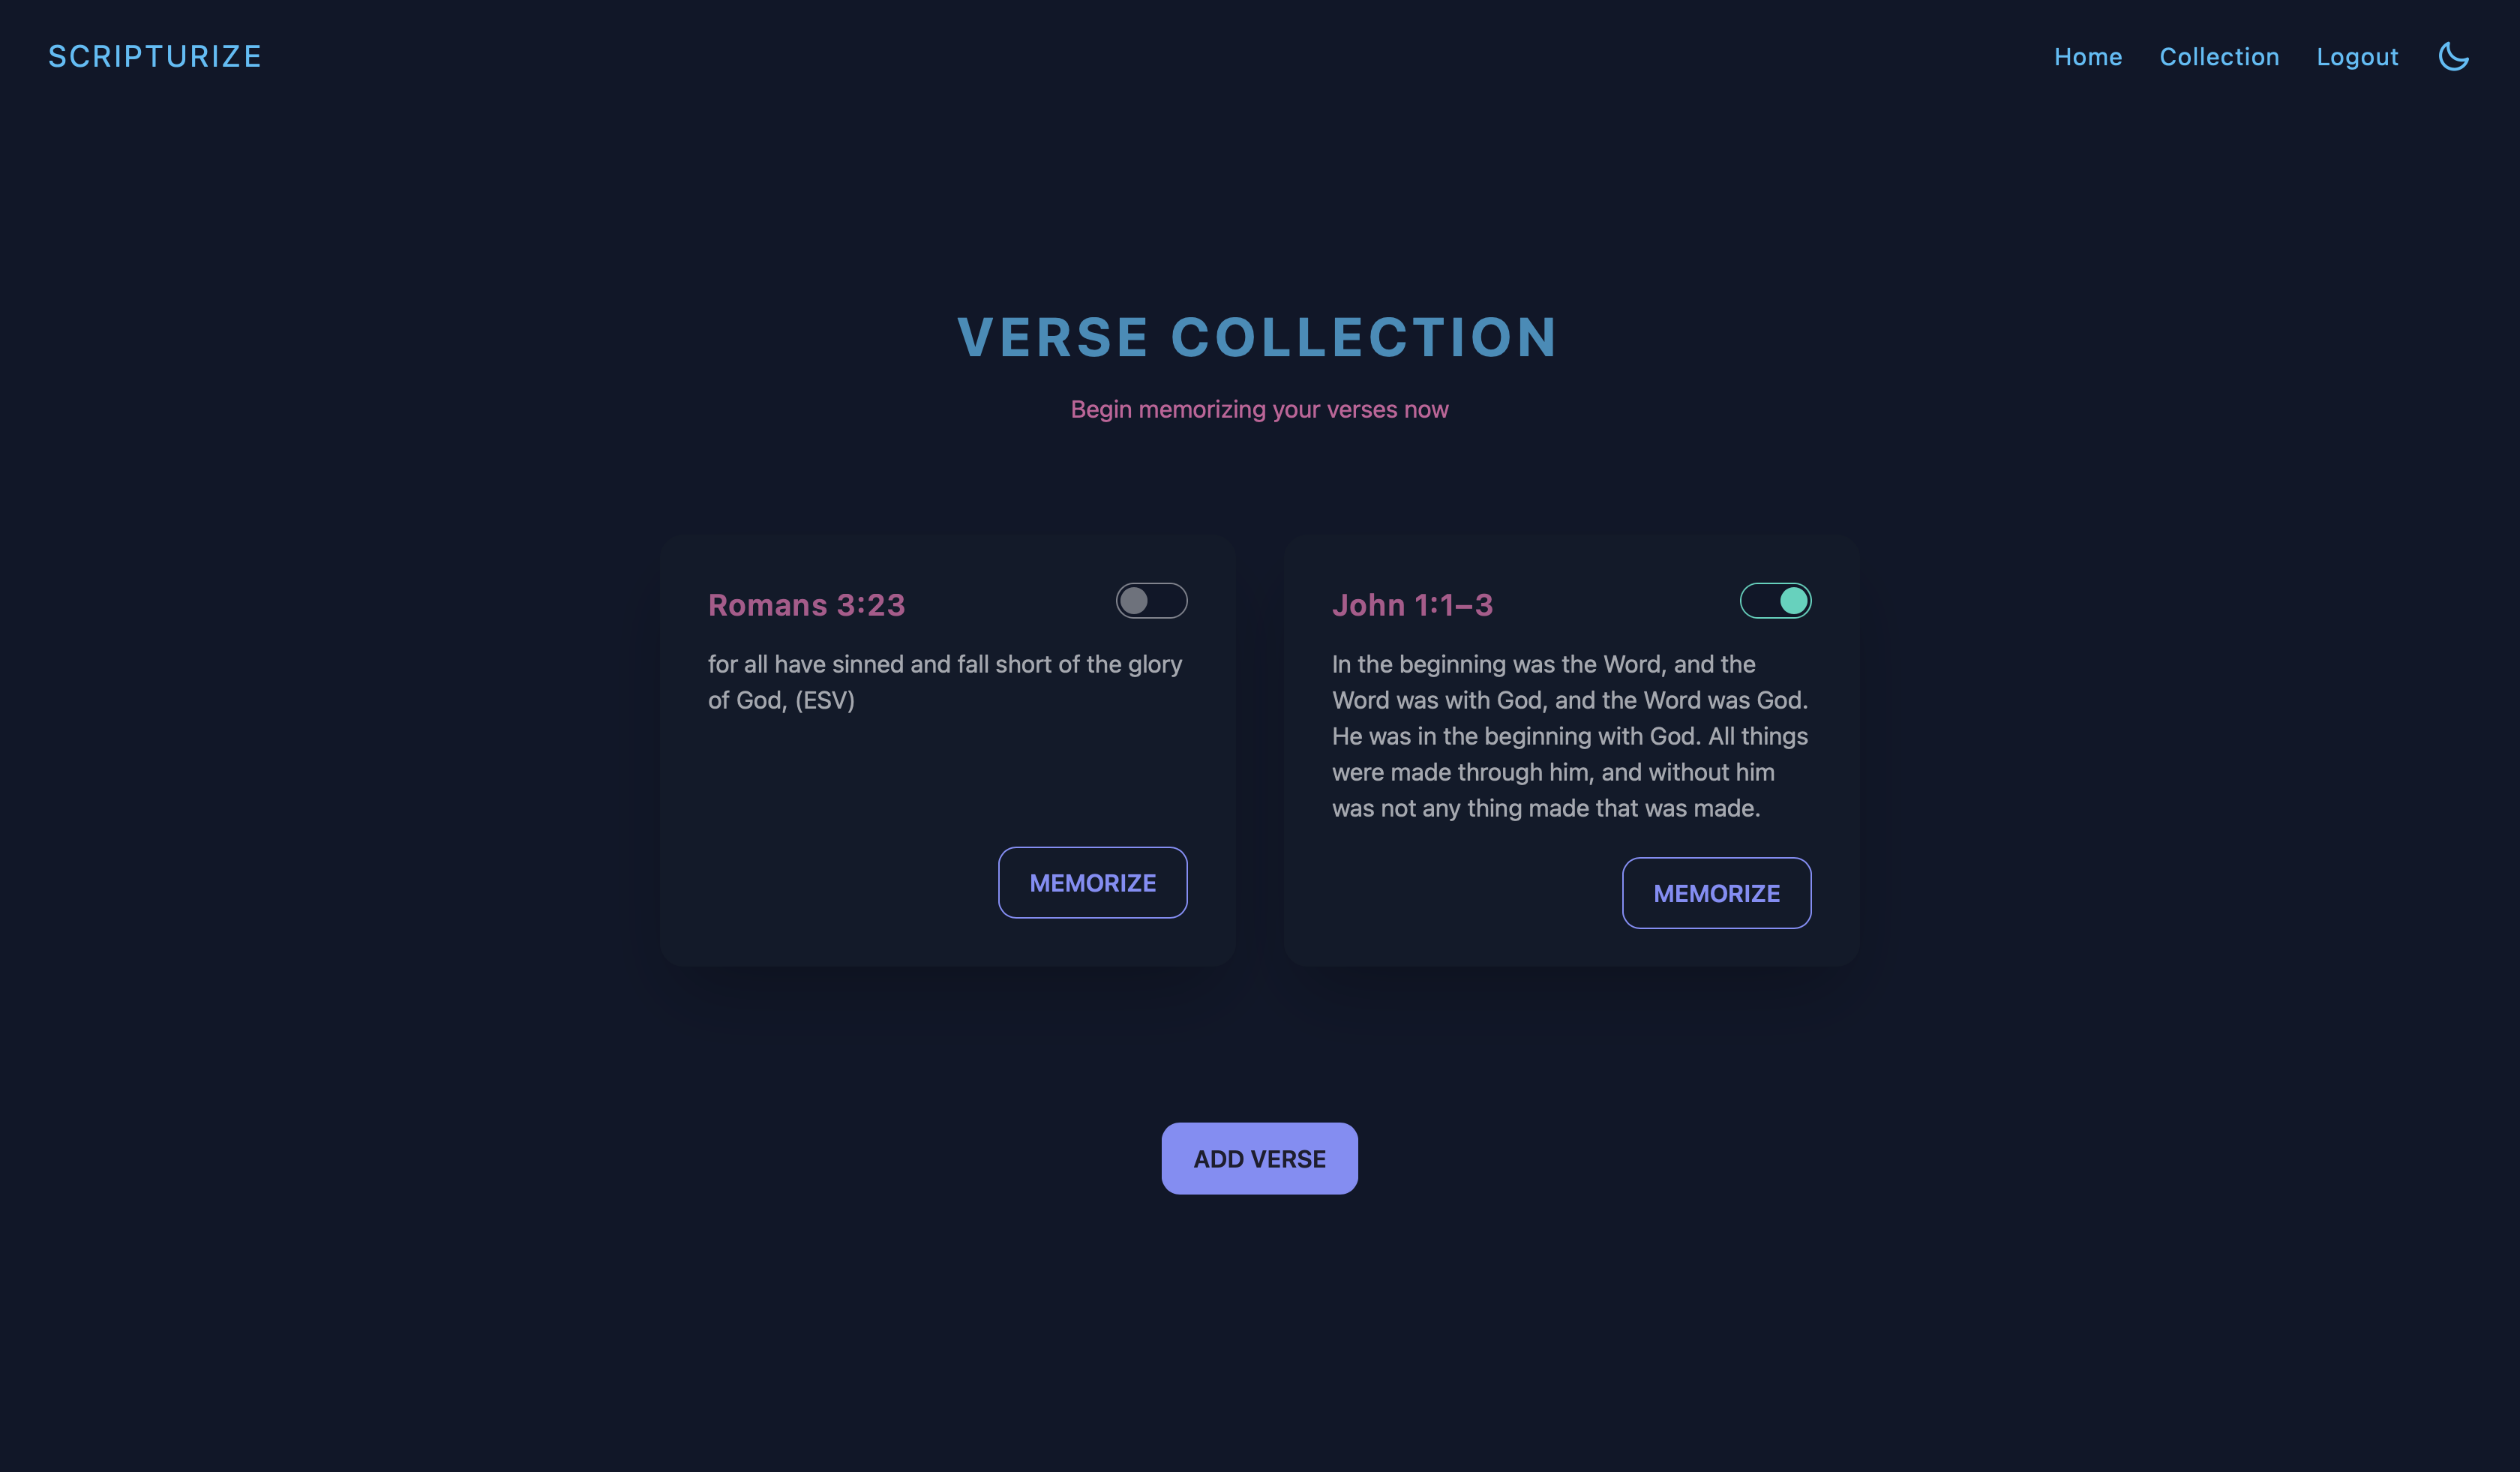 SCRIPTURIZE
Home Collection Logout
VERSE COLLECTION
Begin memorizing your verses now
Romans 3:23
for all have sinned and fall short of the glory
of God, (ESV)
MEMORIZE
John 1:1–3
In the beginning was the Word, and the
Word was with God, and the Word was God.
He was in the beginning with God. All things
were made through him, and without him
was not any thing made that was made.
MEMORIZE
ADD VERSE